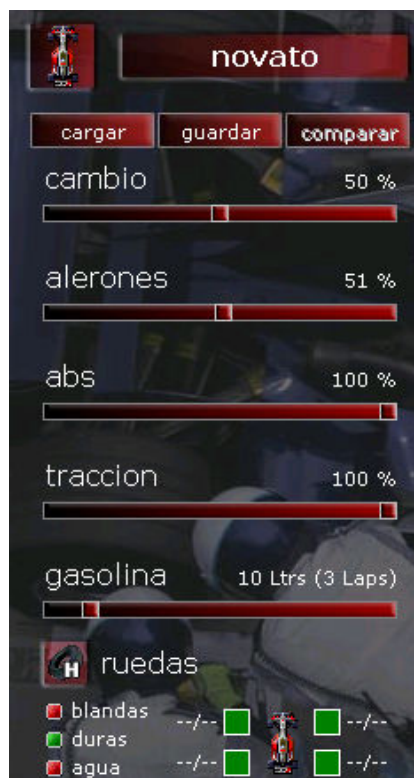 novato
cargar guardar comparar
cambio 50 %
alerones 51 %
abs 100 %
traccion 100 %
gasolina 10 Ltrs (3 Laps)
H ruedas
blandas --/-- --/--
duras
agua --/-- --/--